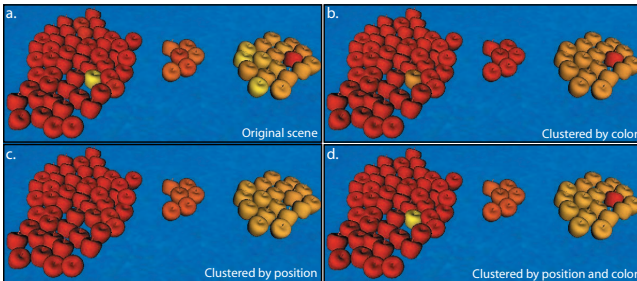 a.
Original scene
b.
Clustered by color
c.
Clustered by position
d.
Clustered by position and color